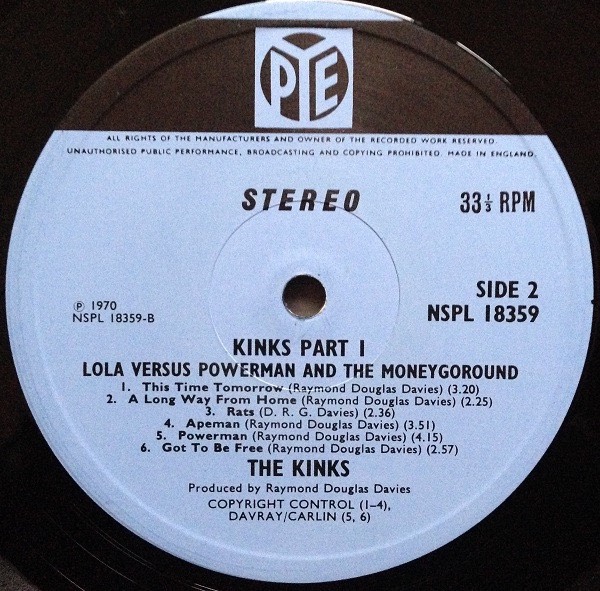 PYE
ALL RIGHTS OF THE MANUFACTURERS AND OWNER OF THE RECORDED WORK RESERVED.
UNAUTHORISED PUBLIC PERFORMANCE, BROADCASTING AND COPYING PROHIBITED. MADE IN ENGLAND.
STEREO
33⅓ RPM
℗ 1970
NSPL 18359-B
SIDE 2
NSPL 18359
KINKS PART I
LOLA VERSUS POWERMAN AND THE MONEYGOROUND
1. This Time Tomorrow (Raymond Douglas Davies) (3.20)
2. A Long Way From Home (Raymond Douglas Davies) (2.25)
3. Rats (D. R. G. Davies) (2.36)
4. Apeman (Raymond Douglas Davies) (3.51)
5. Powerman (Raymond Douglas Davies) (4.15)
6. Got To Be Free (Raymond Douglas Davies) (2.57)
THE KINKS
Produced by Raymond Douglas Davies
COPYRIGHT CONTROL (1-4),
DAVRAY/CARLIN (5, 6)